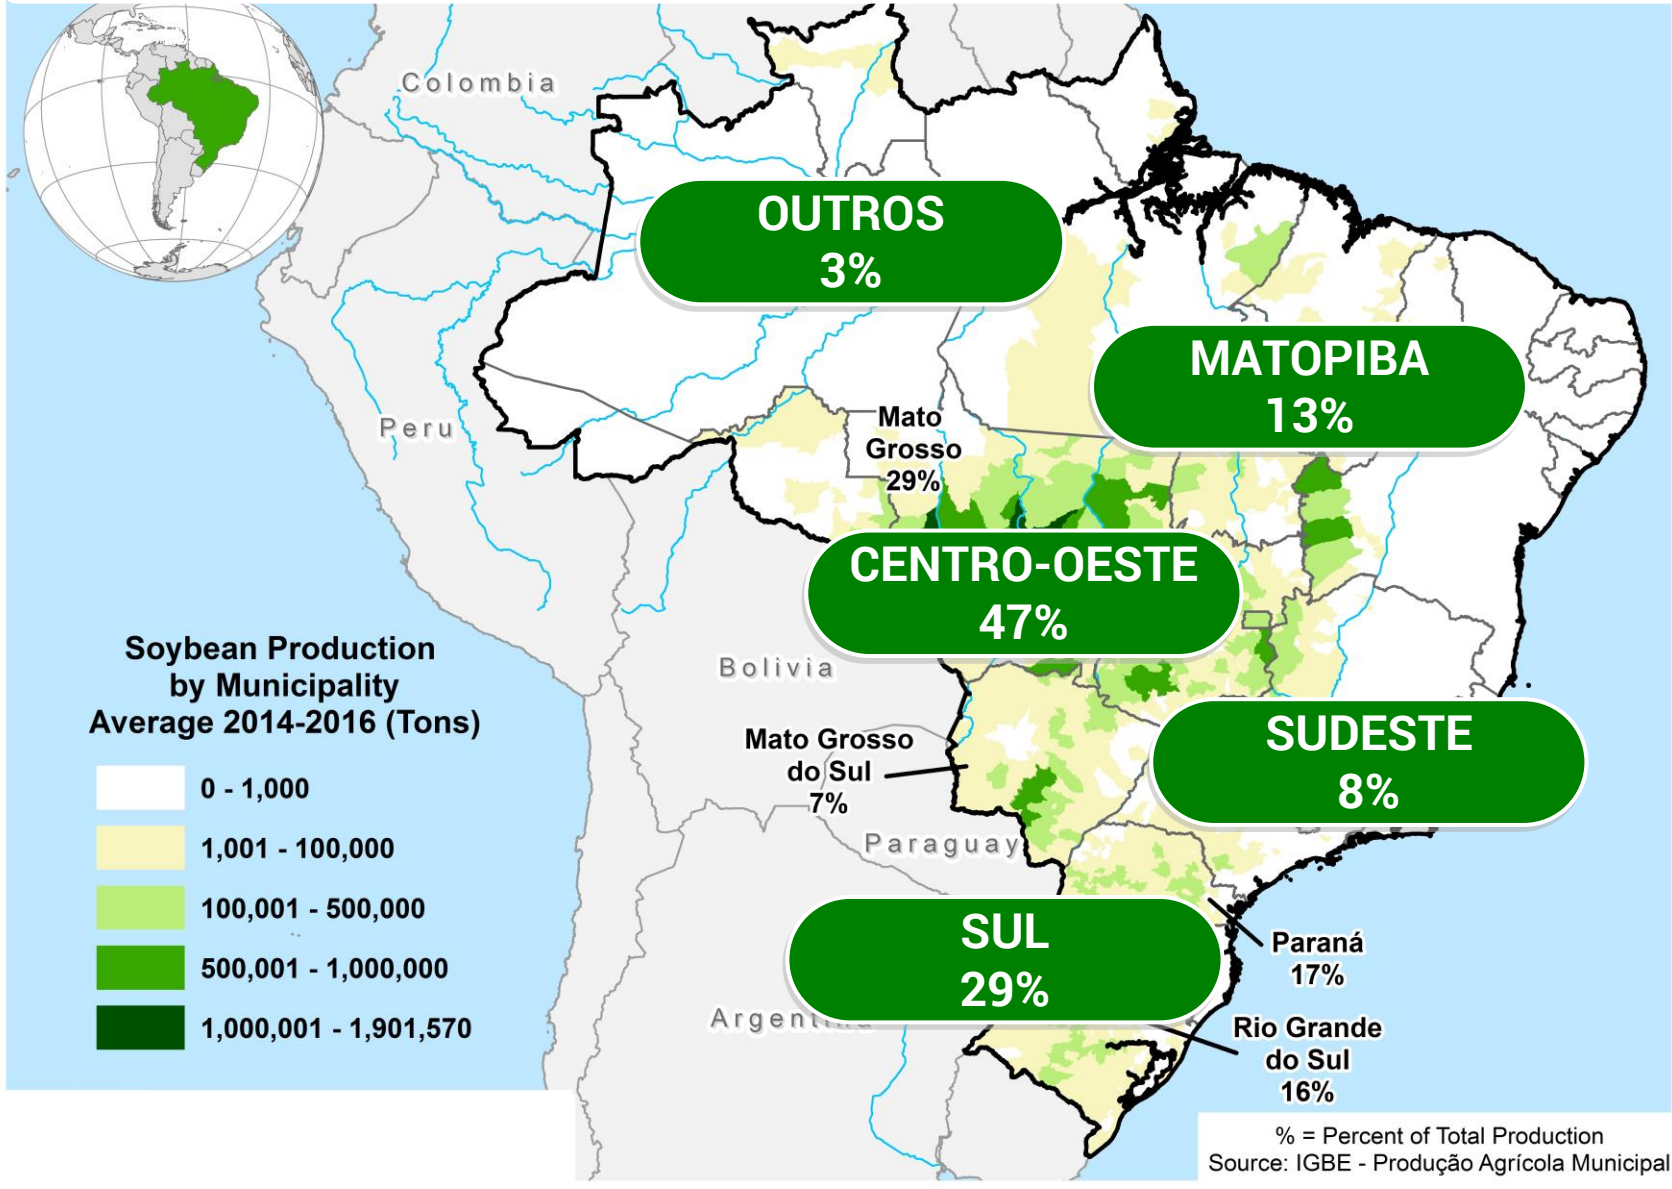 Colombia
OUTROS
3%
MATOPIBA
13%
Peru
Mato
Grosso
29%
CENTRO-OESTE
47%
Bolivia
Soybean Production
by Municipality
Average 2014-2016 (Tons)
0 - 1,000
1,001 - 100,000
100,001 - 500,000
500,001 - 1,000,000
1,000,001 - 1,901,570
SUDESTE
8%
Mato Grosso
do Sul
7%
Paraguay
SUL
29%
Paraná
17%
Argentina
Rio Grande
do Sul
16%
% = Percent of Total Production
Source: IGBE - Produção Agrícola Municipal